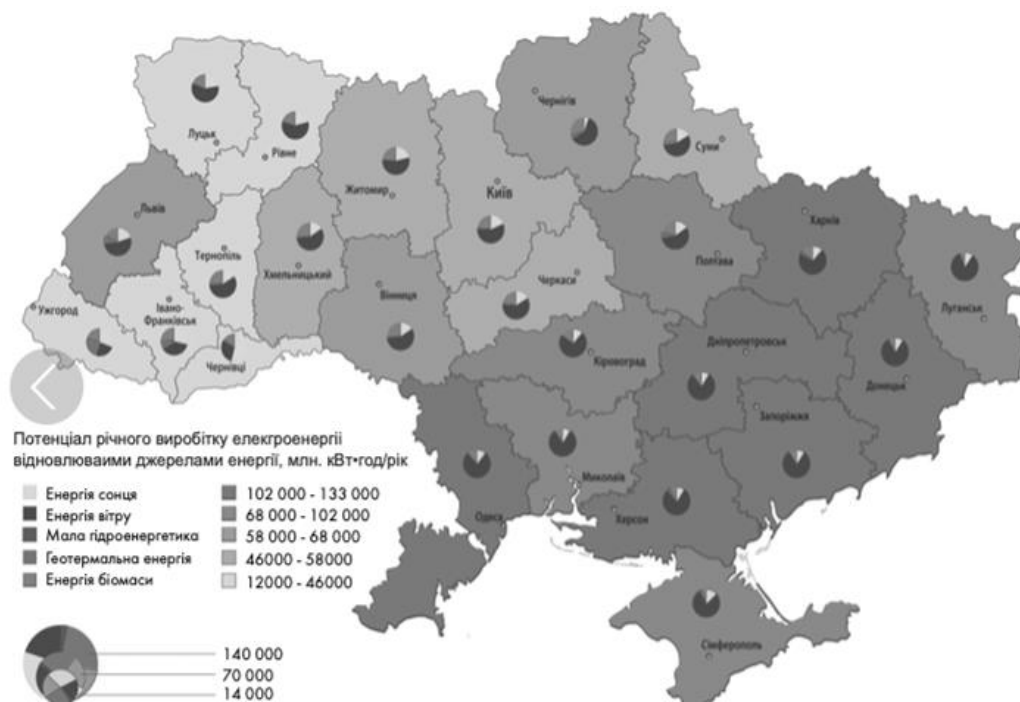 Чернігів
Суми
Луцьк
Рівне
Житомир
Київ
Львів
Харків
Тернопіль
Полтава
Хмельницький
Черкаси
Вінниця
Ужгород
Івано-
Франківськ
Луганськ
Чернівці
Кіровоград
Дніпропетровськ
Донецьк
Запоріжжя
Миколаїв
Одеса
Херсон
Сімферополь
Потенціал річного виробітку елекгроенергіі
відновлюваими джерелами енергії, млн. кВт•год/рік
Енергія сонця
Енергія вітру
Мала гідроенергетика
Геотермальна енергія
Енергія біомаси
102 000 - 133 000
68 000 - 102 000
58 000 - 68 000
46000 - 58000
12000 - 46000
140 000
70 000
14 000